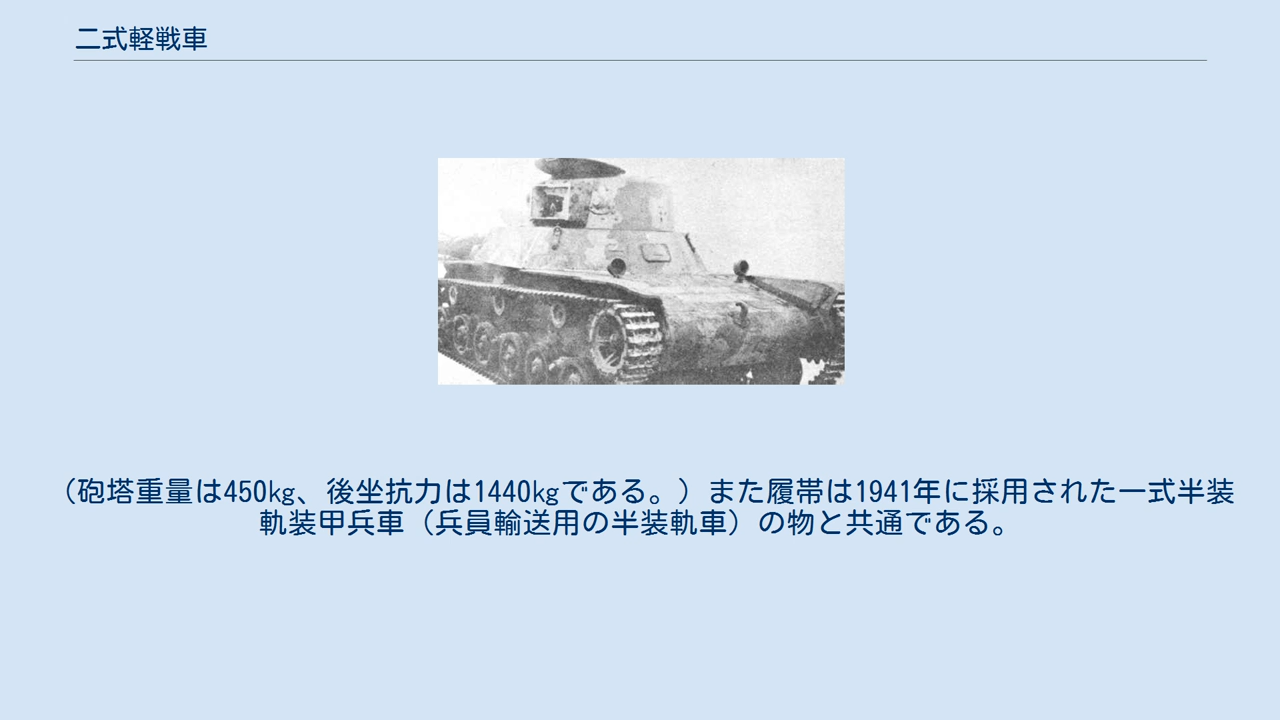 二式軽戦車
（砲塔重量は450kg、後坐抗力は1440kgである。）また履帯は1941年に採用された一式半装
軌装甲兵車（兵員輸送用の半装軌車）の物と共通である。